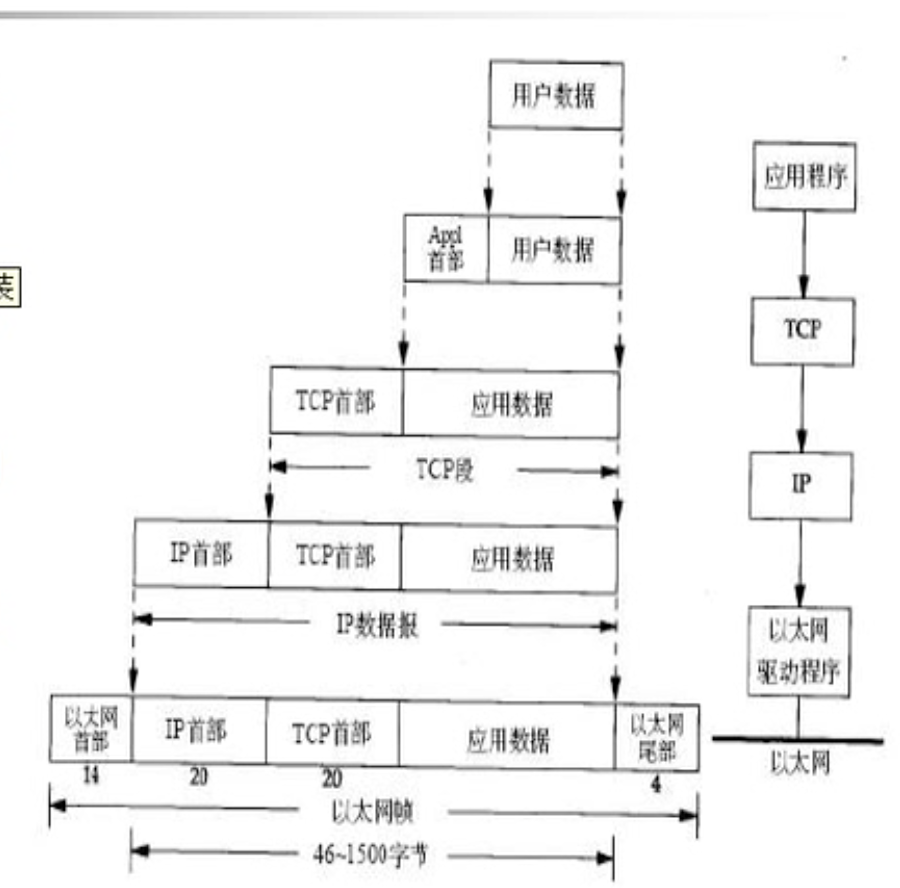 用户数据
应用程序
Appl
首部
用户数据
装
TCP
TCP首部
应用数据
TCP段
IP
IP首部
TCP首部
应用数据
IP数据报
以太网
驱动程序
以太网
首部
IP首部
TCP首部
应用数据
以太网
尾部
以太网
14
20
20
4
以太网帧
46~1500字节